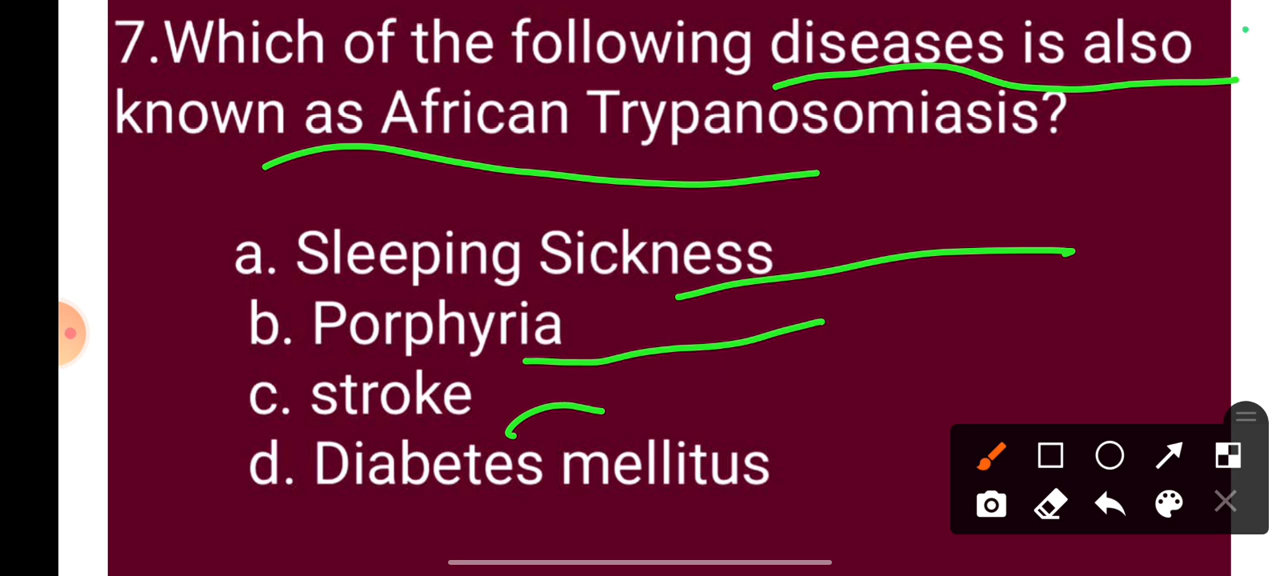 7.Which of the following diseases is also
known as African Trypanosomiasis?
a. Sleeping Sickness
b. Porphyria
c. stroke
d. Diabetes mellitus